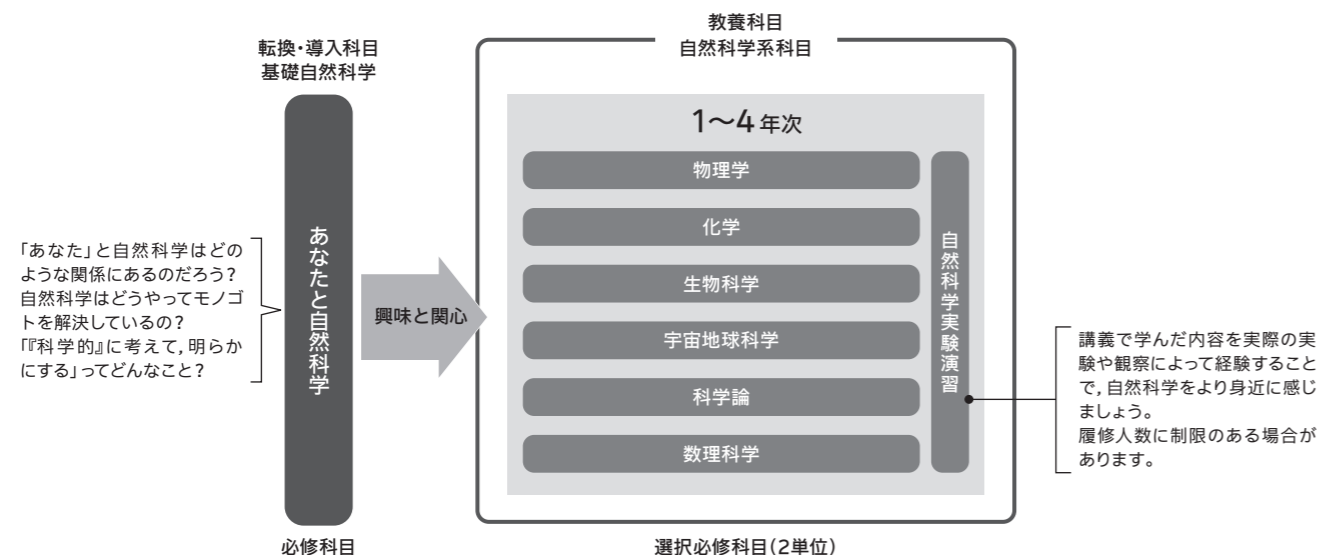 転換・導入科目
基礎自然科学
あなたと自然科学
必修科目
「あなた」と自然科学はどの
ような関係にあるのだろう?
自然科学はどうやってモノゴ
トを解決しているの?
「『科学的』に考えて,明らか
にする」ってどんなこと?
興味と関心
教養科目
自然科学系科目
1〜4年次
物理学
化学
生物科学
宇宙地球科学
科学論
数理科学
自然科学実験演習
選択必修科目(2単位)
講義で学んだ内容を実際の実
験や観察によって経験すること
で,自然科学をより身近に感じ
ましょう。
履修人数に制限のある場合が
あります。